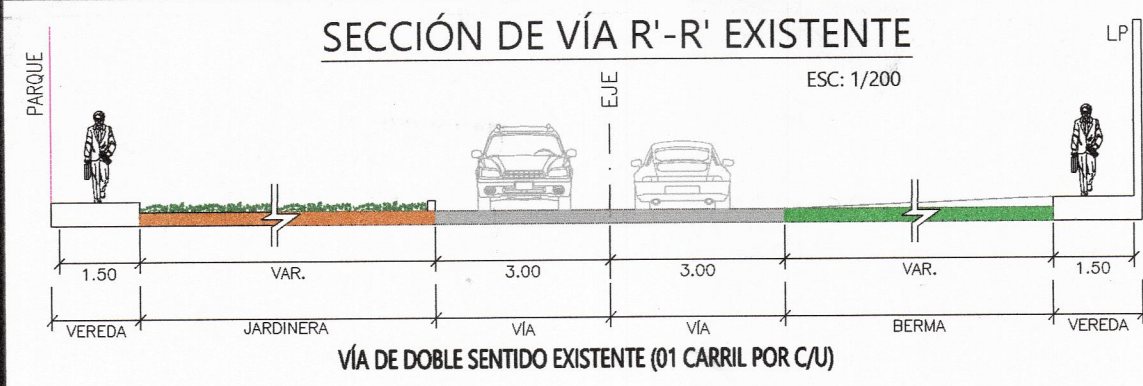 SECCIÓN DE VÍA R'-R' EXISTENTE
ESC: 1/200
PARQUE
EJE
LP
1.50 VAR. 3.00 3.00 VAR. 1.50
VEREDA JARDINERA VÍA VÍA BERMA VEREDA
VÍA DE DOBLE SENTIDO EXISTENTE (01 CARRIL POR C/U)